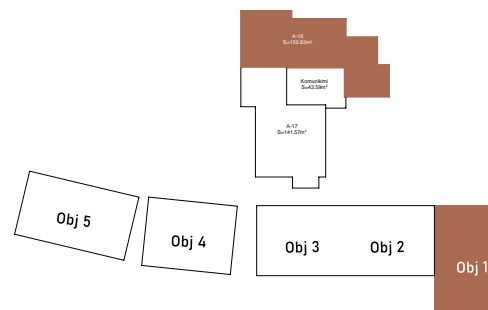 A-16
S=159.63m²
Komunikimi
S=43.59m²
A-17
S=141.57m²
Obj 5
Obj 4
Obj 3
Obj 2
Obj 1